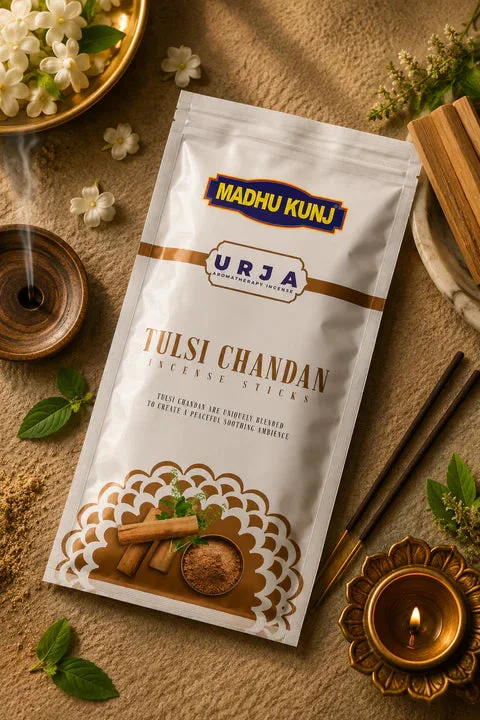 MADHU KUNJ
URJA
AROMATHERAPY INCENSE
TULSI CHANDAN
INCENSE STICKS
TULSI CHANDAN ARE UNIQUELY BLENDED
TO CREATE A PEACEFUL SOOTHING AMBIENCE